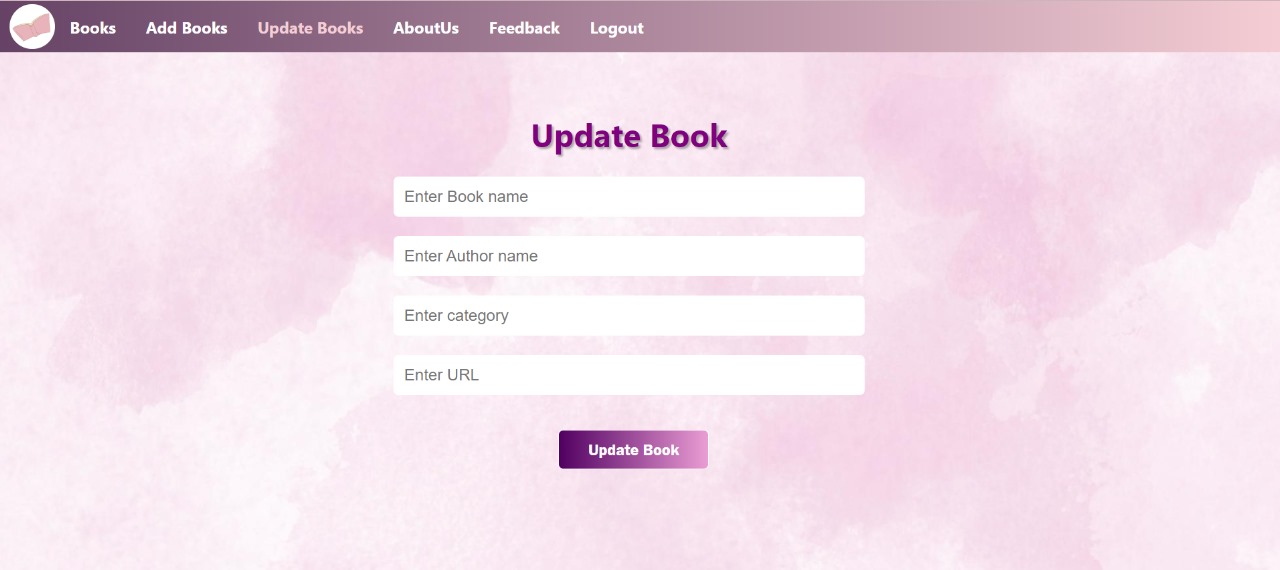 Books Add Books Update Books AboutUs Feedback Logout
Update Book
Enter Book name
Enter Author name
Enter category
Enter URL
Update Book